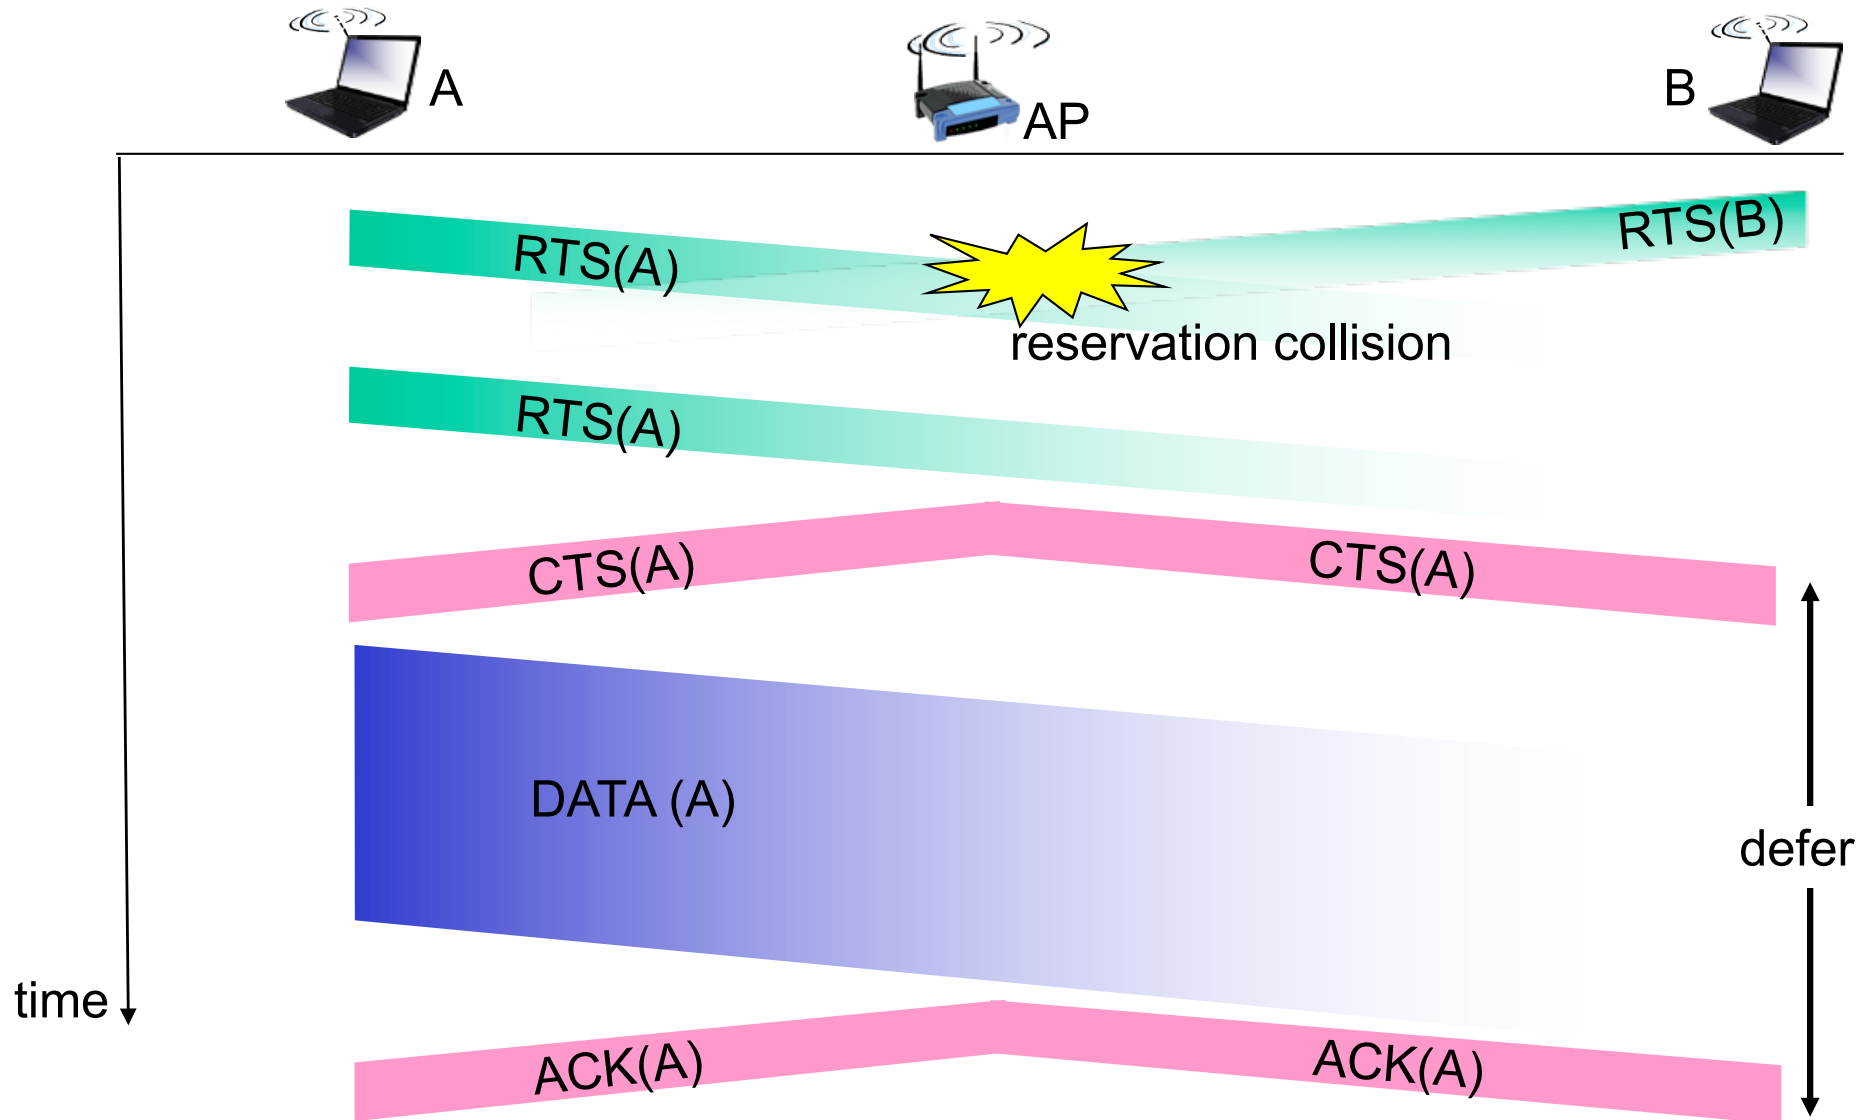 A
AP
B
RTS(A)
RTS(B)
reservation collision
RTS(A)
CTS(A)
CTS(A)
DATA (A)
defer
time
ACK(A)
ACK(A)